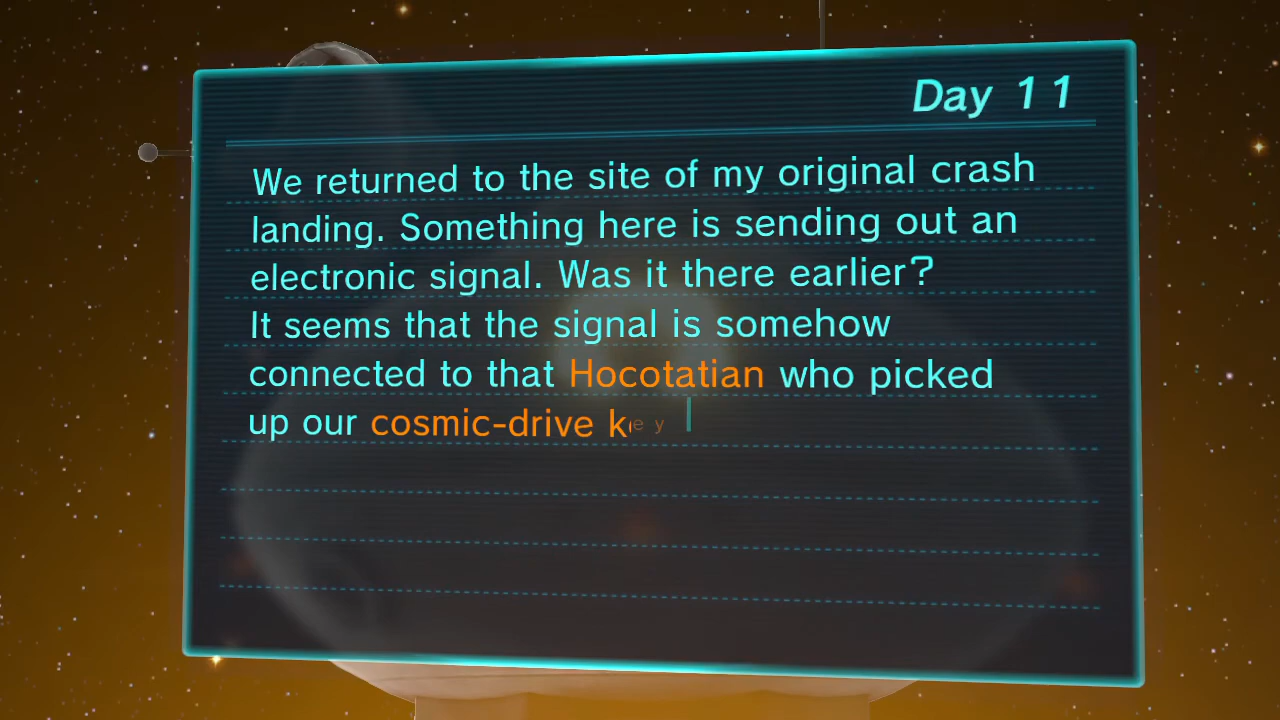 Day 11
We returned to the site of my original crash
landing. Something here is sending out an
electronic signal. Was it there earlier?
It seems that the signal is somehow
connected to that Hocotatian who picked
up our cosmic-drive key